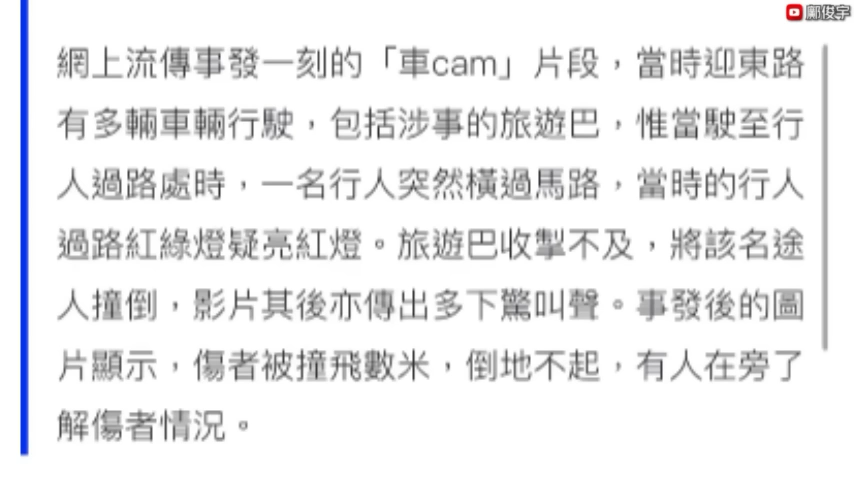 鄺俊宇
網上流傳事發一刻的「車cam」片段，當時迎東路
有多輛車輛行駛，包括涉事的旅遊巴，惟當駛至行
人過路處時，一名行人突然橫過馬路，當時的行人
過路紅綠燈疑亮紅燈。旅遊巴收掣不及，將該名途
人撞倒，影片其後亦傳出多下驚叫聲。事發後的圖
片顯示，傷者被撞飛數米，倒地不起，有人在旁了
解傷者情況。